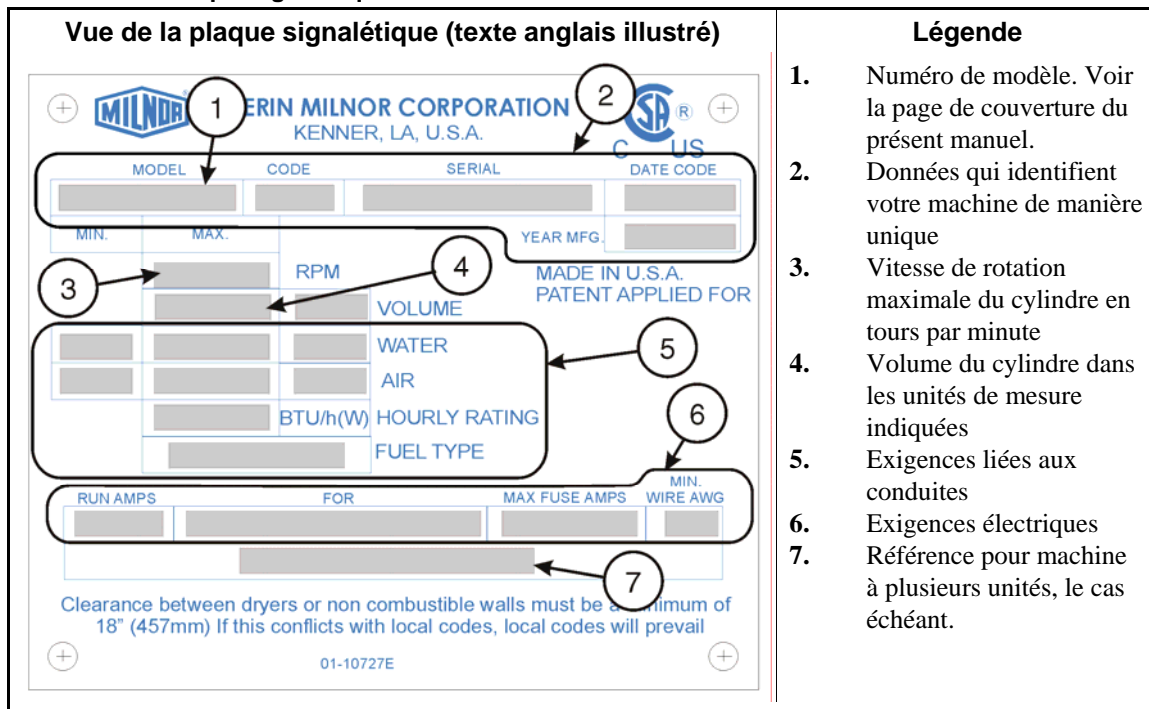 Vue de la plaque signalétique (texte anglais illustré)
MILNOR
ERIN MILNOR CORPORATION
KENNER, LA, U.S.A.
SA ®
C US
1
2
MODEL CODE SERIAL DATE CODE
MIN. MAX. YEAR MFG.
3
RPM
4
MADE IN U.S.A.
PATENT APPLIED FOR
VOLUME
WATER
5
AIR
BTU/h(W) HOURLY RATING
6
FUEL TYPE
RUN AMPS FOR MAX FUSE AMPS MIN. WIRE AWG
7
Clearance between dryers or non combustible walls must be a nimum of
18" (457mm) If this conflicts with local codes, local codes will prevail
01-10727E
Légende
1. Numéro de modèle. Voir
la page de couverture du
présent manuel.
2. Données qui identifient
votre machine de manière
unique
3. Vitesse de rotation
maximale du cylindre en
tours par minute
4. Volume du cylindre dans
les unités de mesure
indiquées
5. Exigences liées aux
conduites
6. Exigences électriques
7. Référence pour machine
à plusieurs unités, le cas
échéant.